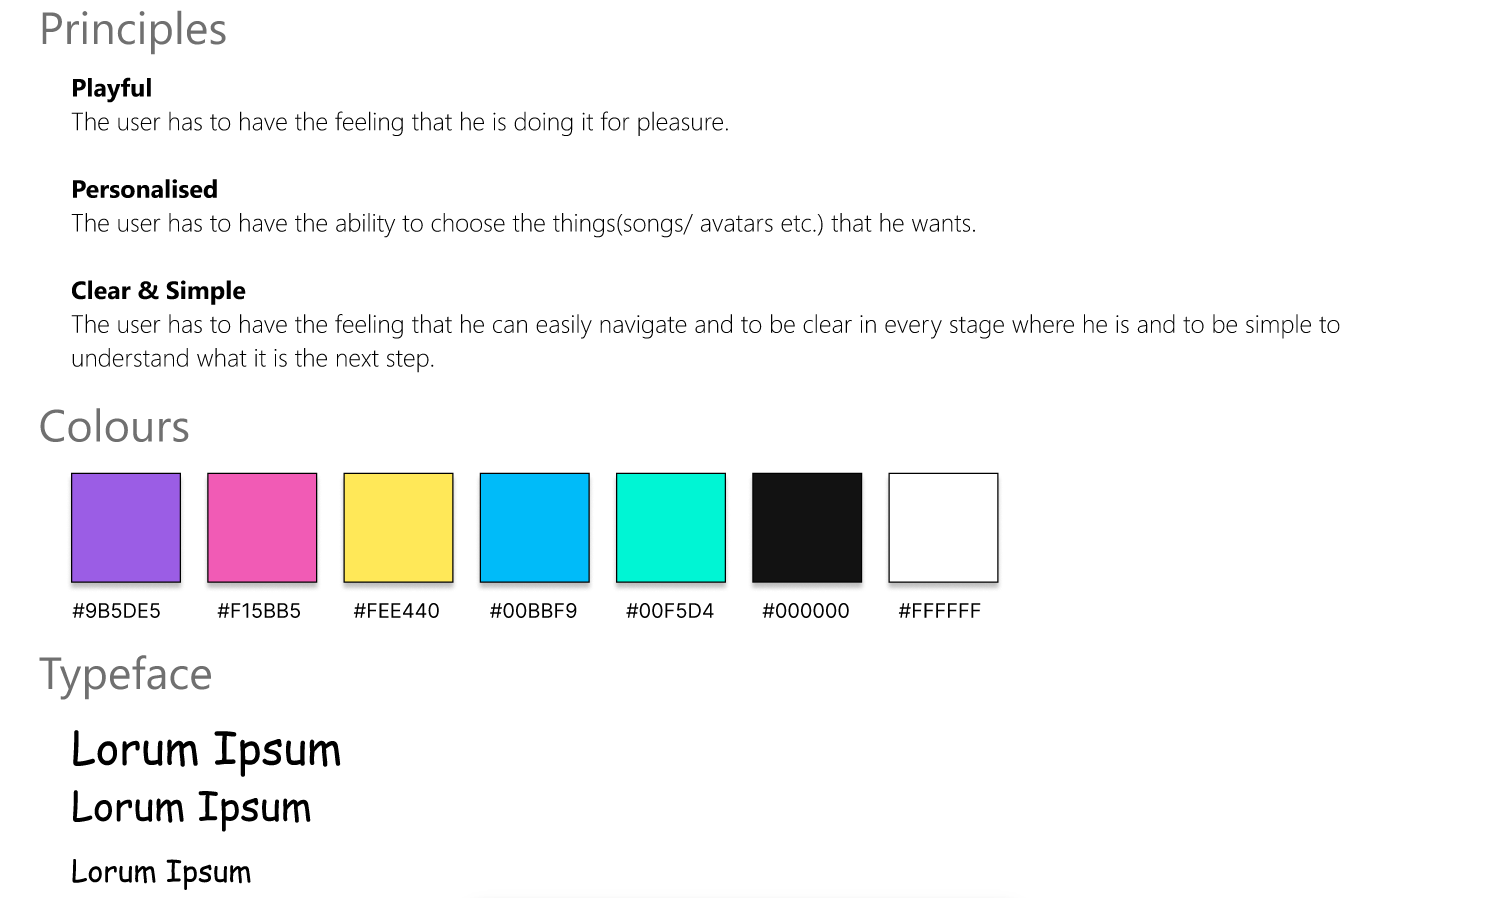 Principles
Playful
The user has to have the feeling that he is doing it for pleasure.
Personalised
The user has to have the ability to choose the things(songs/ avatars etc.) that he wants.
Clear & Simple
The user has to have the feeling that he can easily navigate and to be clear in every stage where he is and to be simple to
understand what it is the next step.
Colours
#9B5DE5 #F15BB5 #FEE440 #00BBF9 #00F5D4 #000000 #FFFFFF
Typeface
Lorum Ipsum
Lorum Ipsum
Lorum Ipsum